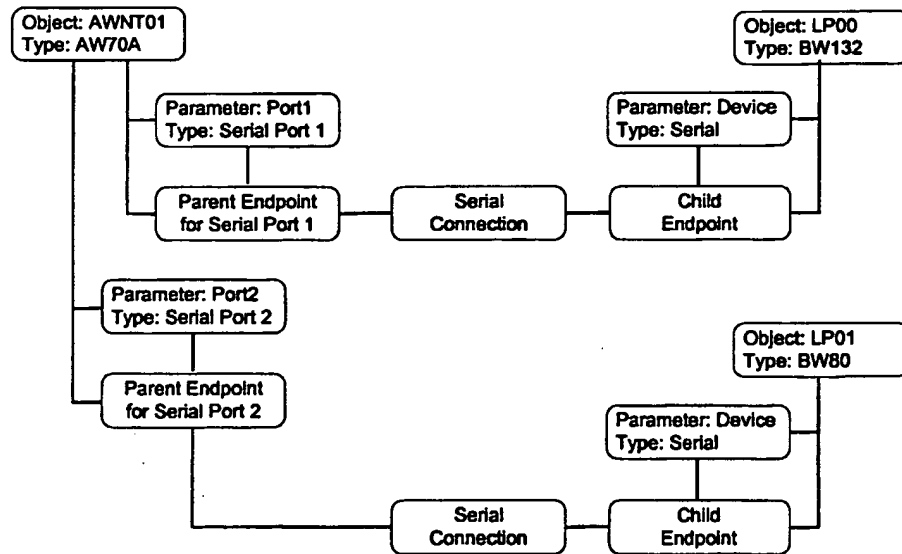 Object: AWNT01
Type: AW70A
Object: LP00
Type: BW132
Parameter: Port1
Type: Serial Port 1
Parameter: Device
Type: Serial
Parent Endpoint
for Serial Port 1
Serial
Connection
Child
Endpoint
Parameter: Port2
Type: Serial Port 2
Object: LP01
Type: BW80
Parent Endpoint
for Serial Port 2
Parameter: Device
Type: Serial
Serial
Connection
Child
Endpoint